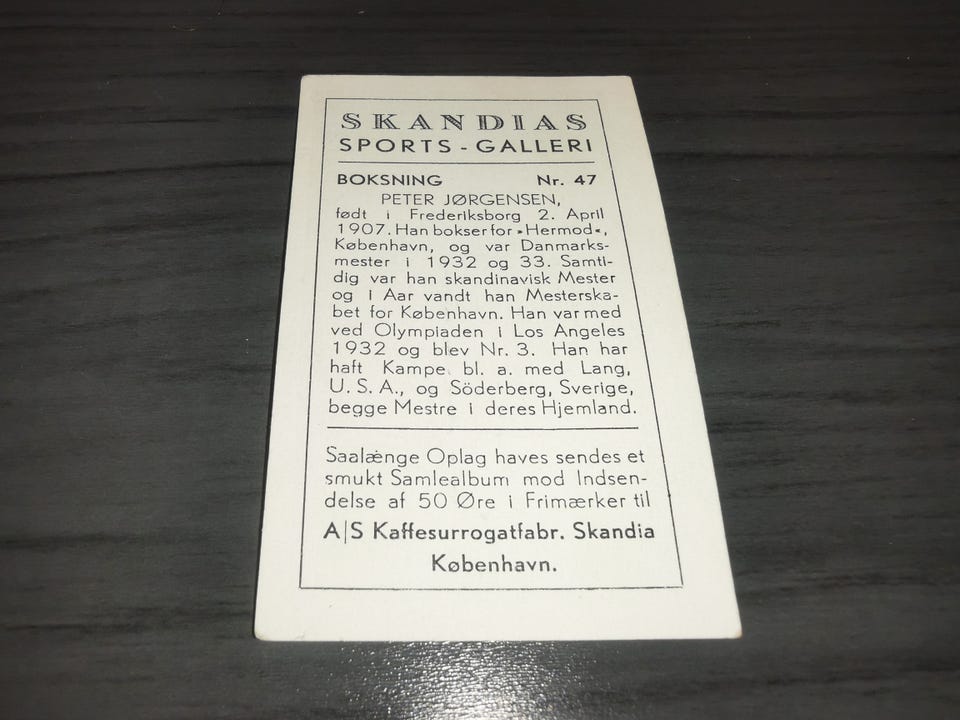 SKANDIAS
SPORTS - GALLERI
BOKSNING Nr. 47
PETER JØRGENSEN,
født i Frederiksborg 2. April
1907. Han bokser for »Hermod«,
København, og var Danmarks-
mester i 1932 og 33. Samti-
dig var han skandinavisk Mester
og I Aar vandt han Mesterska-
bet for København. Han var med
ved Olympiaden i Los Angeles
1932 og blev Nr. 3. Han har
haft Kampe bl. a. med Lang,
U. S. A., og Söderberg, Sverige,
begge Mestre i deres Hjemland.
Saalænge Oplag haves sendes et
smukt Samlealbum mod Indsen-
delse af 50 Øre i Frimærker til
A|S Kaffesurrogatfabr. Skandia
København.